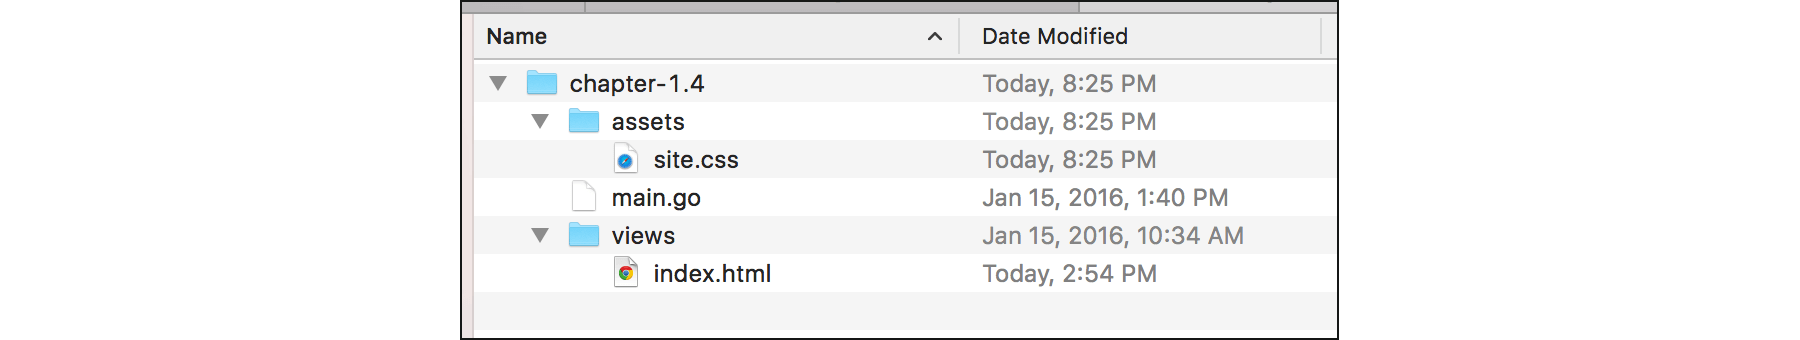 Name Date Modified
chapter-1.4 Today, 8:25 PM
assets Today, 8:25 PM
site.css Today, 8:25 PM
main.go Jan 15, 2016, 1:40 PM
views Jan 15, 2016, 10:34 AM
index.html Today, 2:54 PM